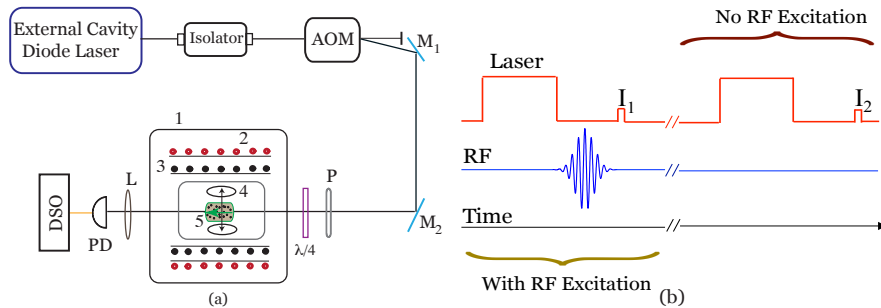 External Cavity
Diode Laser
Isolator
AOM
M1
1
2
3
4
5
DSO
PD
L
λ/4
P
M2
(a)
No RF Excitation
Laser
I1
I2
//
//
RF
//
Time
//
With RF Excitation
(b)